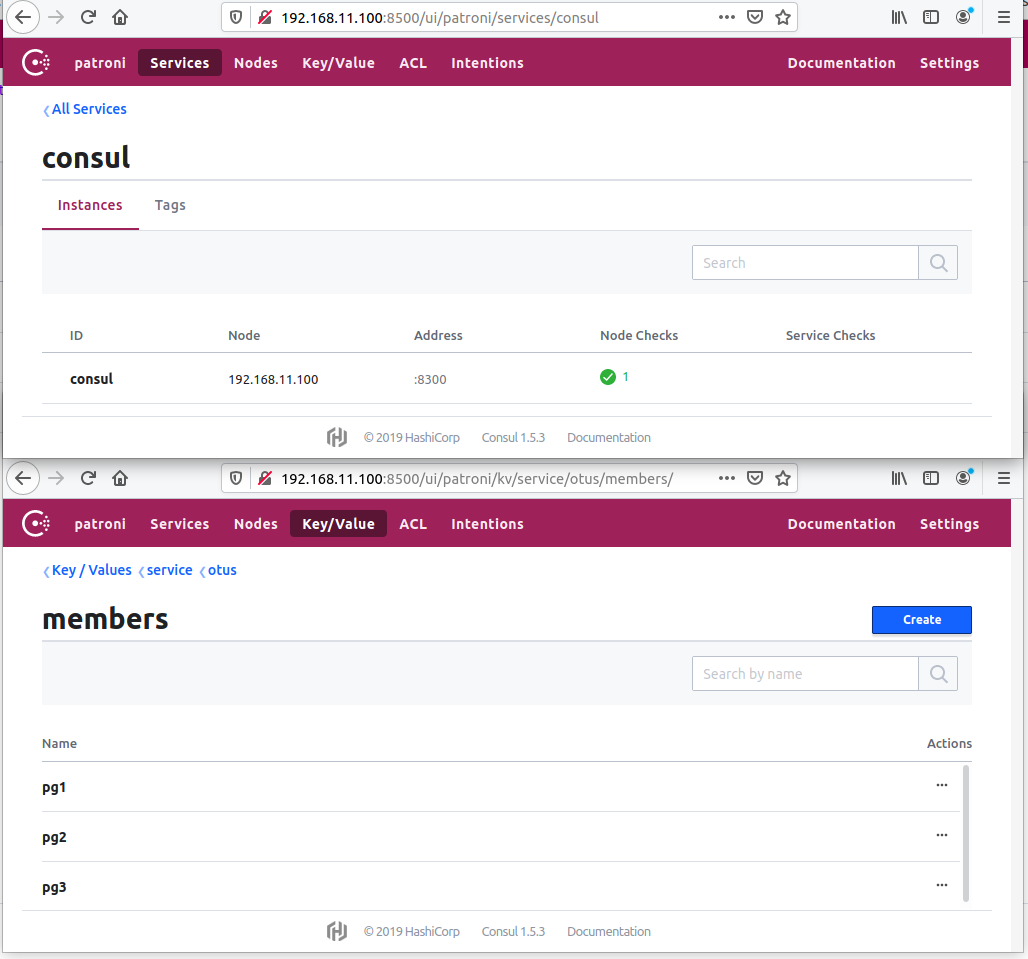 192.168.11.100:8500/ui/patroni/services/consul
patroni Services Nodes Key/Value ACL Intentions Documentation Settings
All Services
consul
Instances Tags
Search
ID Node Address Node Checks Service Checks
consul 192.168.11.100 :8300 1
© 2019 HashiCorp Consul 1.5.3 Documentation
192.168.11.100:8500/ui/patroni/kv/service/otus/members/
patroni Services Nodes Key/Value ACL Intentions Documentation Settings
Key / Values service otus
members Create
Search by name
Name Actions
pg1
pg2
pg3
© 2019 HashiCorp Consul 1.5.3 Documentation